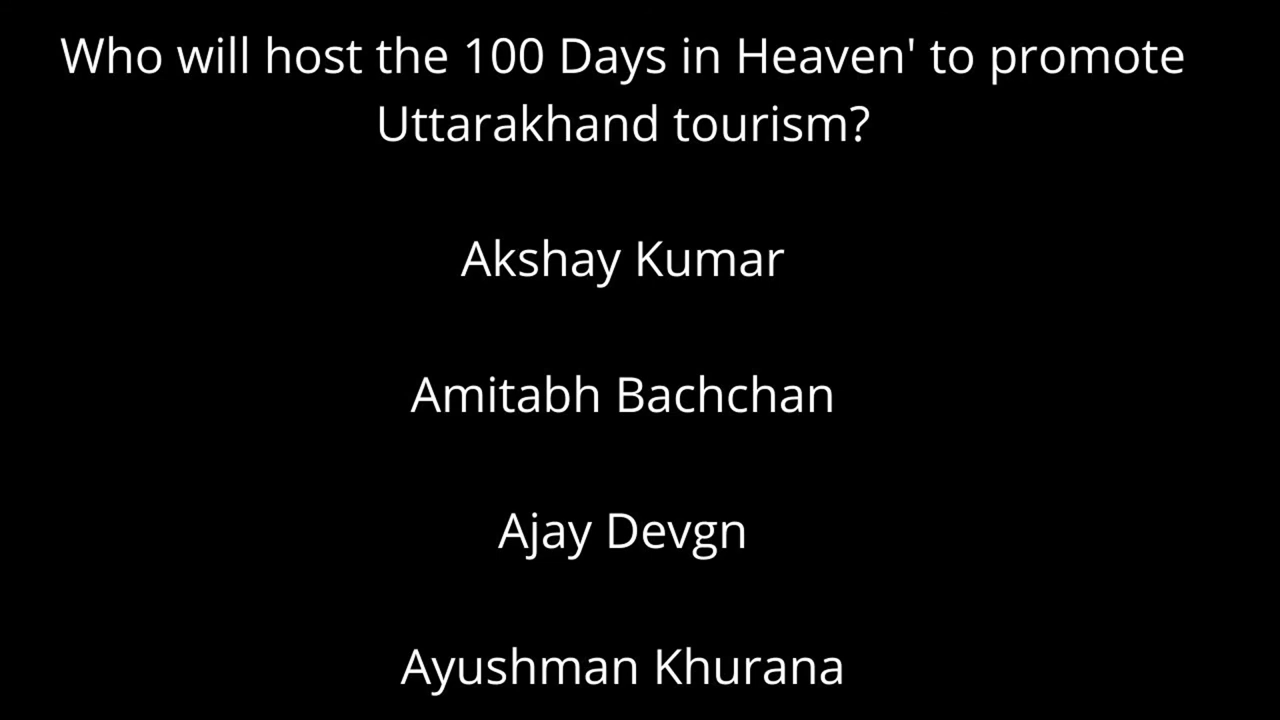 Who will host the 100 Days in Heaven' to promote
Uttarakhand tourism?
Akshay Kumar
Amitabh Bachchan
Ajay Devgn
Ayushman Khurana